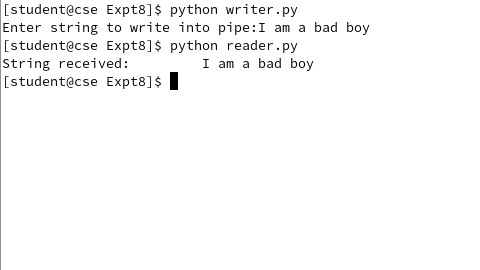 [student@cse Expt8]$ python writer.py
Enter string to write into pipe:I am a bad boy
[student@cse Expt8]$ python reader.py
String received:         I am a bad boy
[student@cse Expt8]$